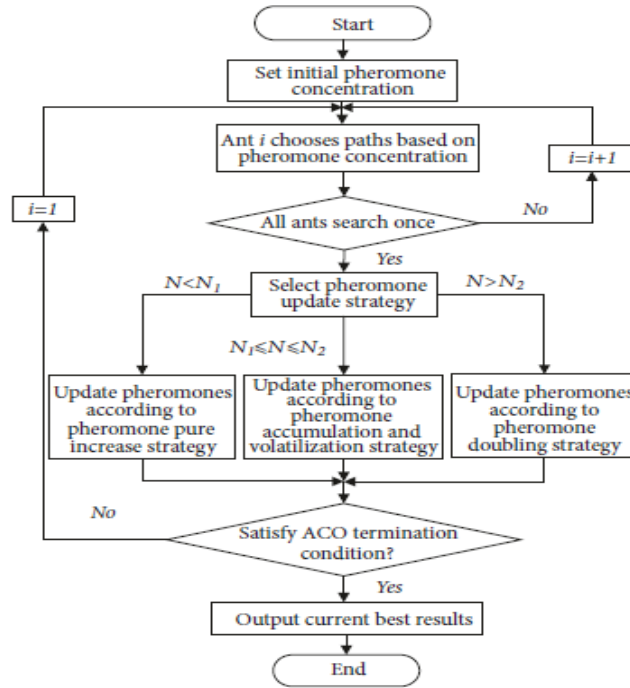 Start
Set initial pheromone
concentration
Ant i chooses paths based on
pheromone concentration
i=i+1
i=1
All ants search once
No
Yes
N<N₁
Select pheromone
update strategy
N>N₂
N₁⩽N⩽N₂
Update pheromones
according to
pheromone pure
increase strategy
Update pheromones
according to
pheromone
accumulation and
volatilization strategy
Update pheromones
according to
pheromone
doubling strategy
No
Satisfy ACO termination
condition?
Yes
Output current best results
End